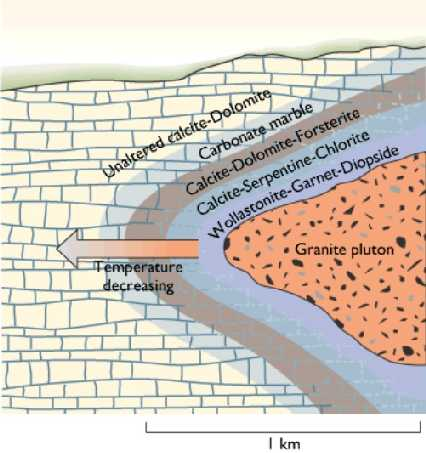 Unaltered calcite-Dolomite
Carbonate marble
Calcite-Dolomite-Forsterite
Calcite-Serpentine-Chlorite
Wollastonite-Garnet-Diopside
Granite pluton
Temperature
decreasing
1 km